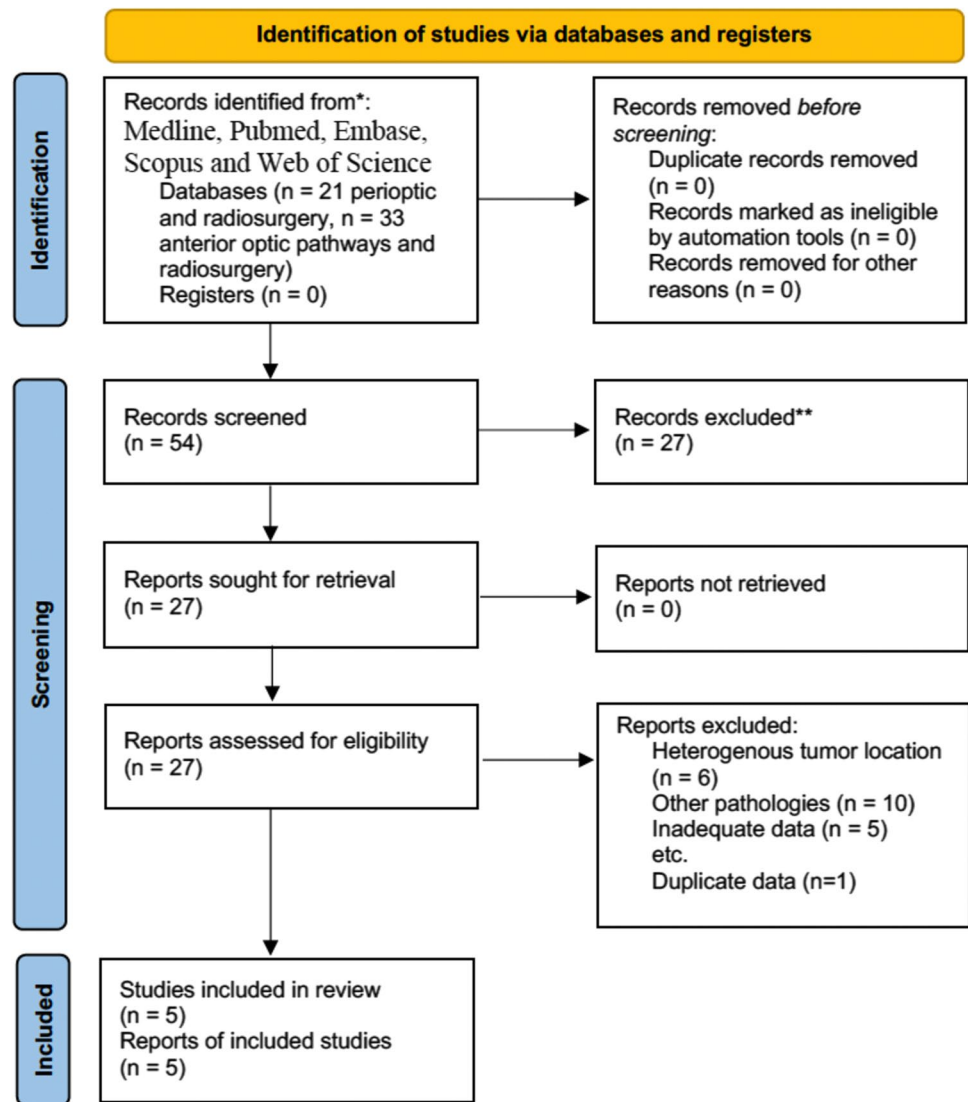 Identification of studies via databases and registers
Identification
Records identified from*:
Medline, Pubmed, Embase,
Scopus and Web of Science
Databases (n = 21 perioptic
and radiosurgery, n = 33
anterior optic pathways and
radiosurgery)
Registers (n = 0)
Records removed before
screening:
Duplicate records removed
(n = 0)
Records marked as ineligible
by automation tools (n = 0)
Records removed for other
reasons (n = 0)
Screening
Records screened
(n = 54)
Records excluded**
(n = 27)
Reports sought for retrieval
(n = 27)
Reports not retrieved
(n = 0)
Reports assessed for eligibility
(n = 27)
Reports excluded:
Heterogenous tumor location
(n = 6)
Other pathologies (n = 10)
Inadequate data (n = 5)
etc.
Duplicate data (n=1)
Included
Studies included in review
(n = 5)
Reports of included studies
(n = 5)